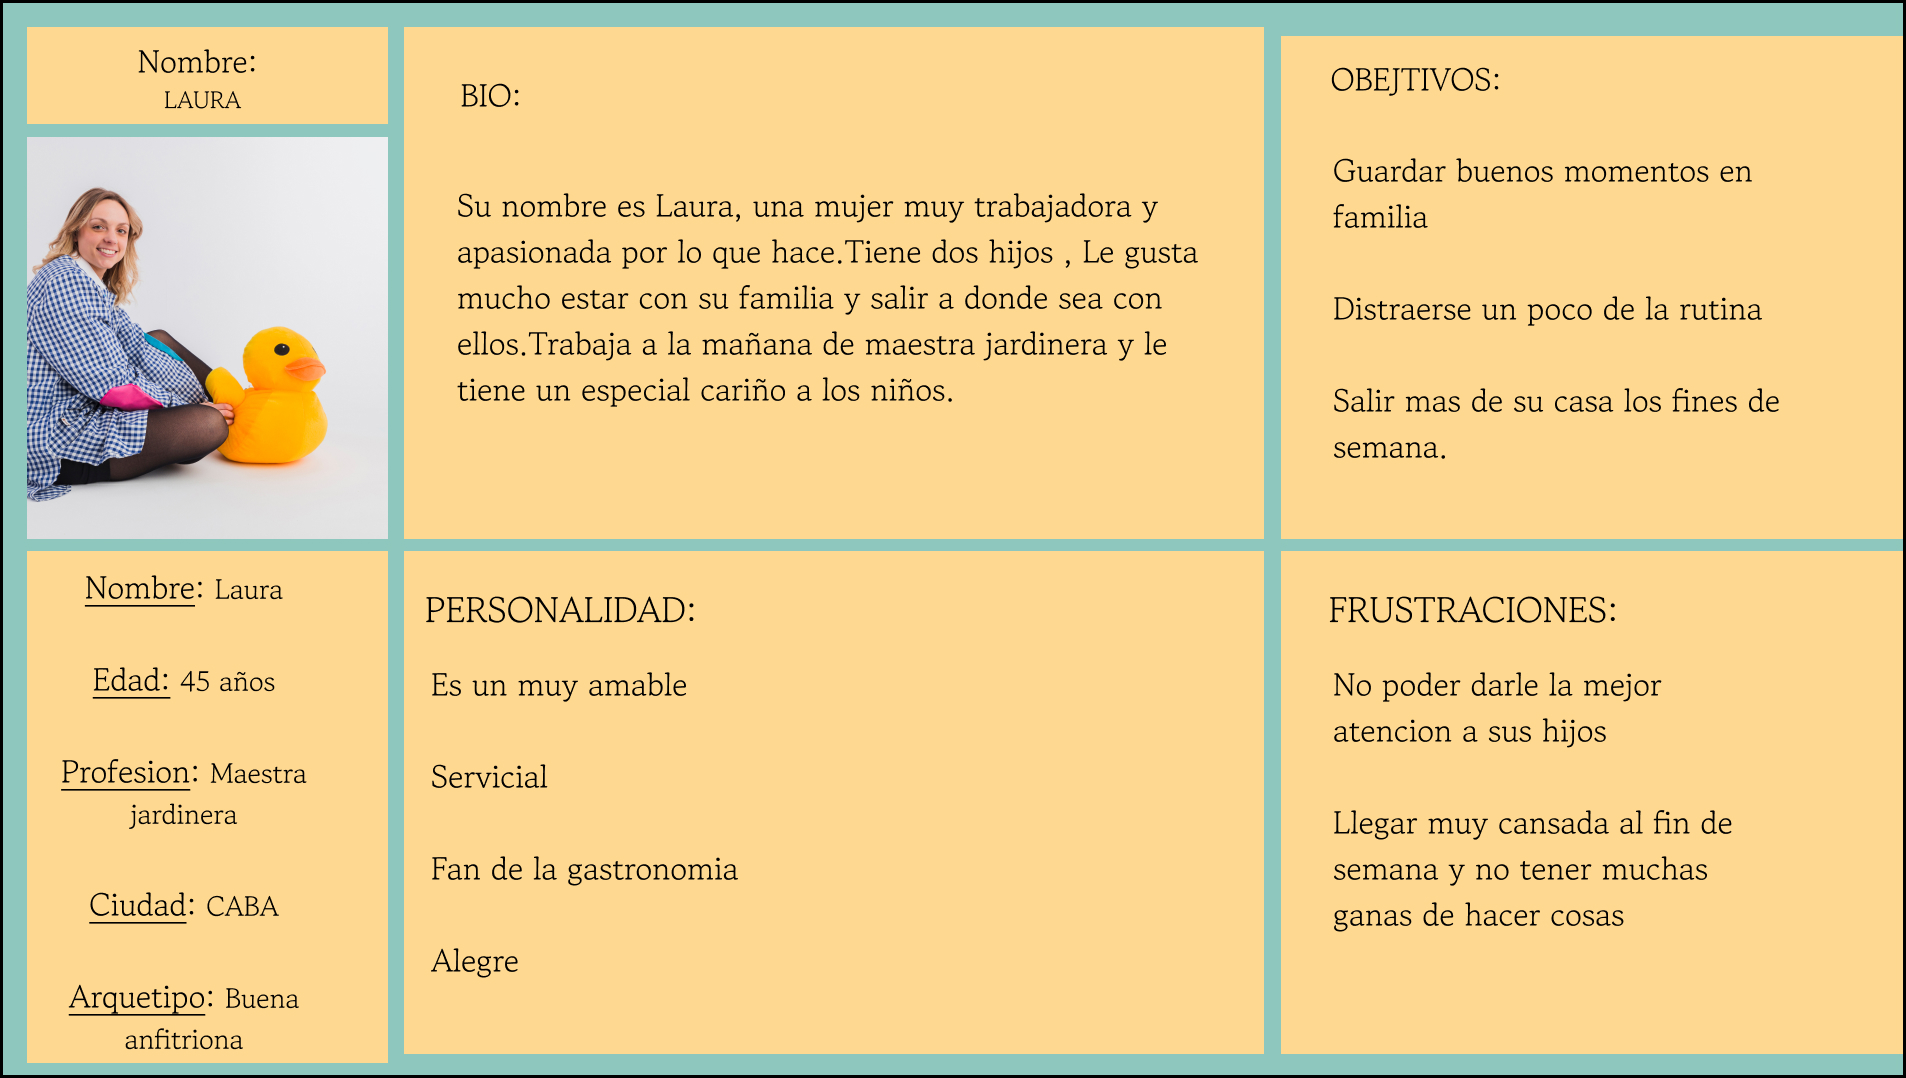 Nombre:
LAURA
BIO:
Su nombre es Laura, una mujer muy trabajadora y
apasionada por lo que hace.Tiene dos hijos , Le gusta
mucho estar con su familia y salir a donde sea con
ellos.Trabaja a la mañana de maestra jardinera y le
tiene un especial cariño a los niños.
OBEJTIVOS:
Guardar buenos momentos en
familia
Distraerse un poco de la rutina
Salir mas de su casa los fines de
semana.
Nombre: Laura
Edad: 45 años
Profesion: Maestra
jardinera
Ciudad: CABA
Arquetipo: Buena
anfitriona
PERSONALIDAD:
Es un muy amable
Servicial
Fan de la gastronomia
Alegre
FRUSTRACIONES:
No poder darle la mejor
atencion a sus hijos
Llegar muy cansada al fin de
semana y no tener muchas
ganas de hacer cosas